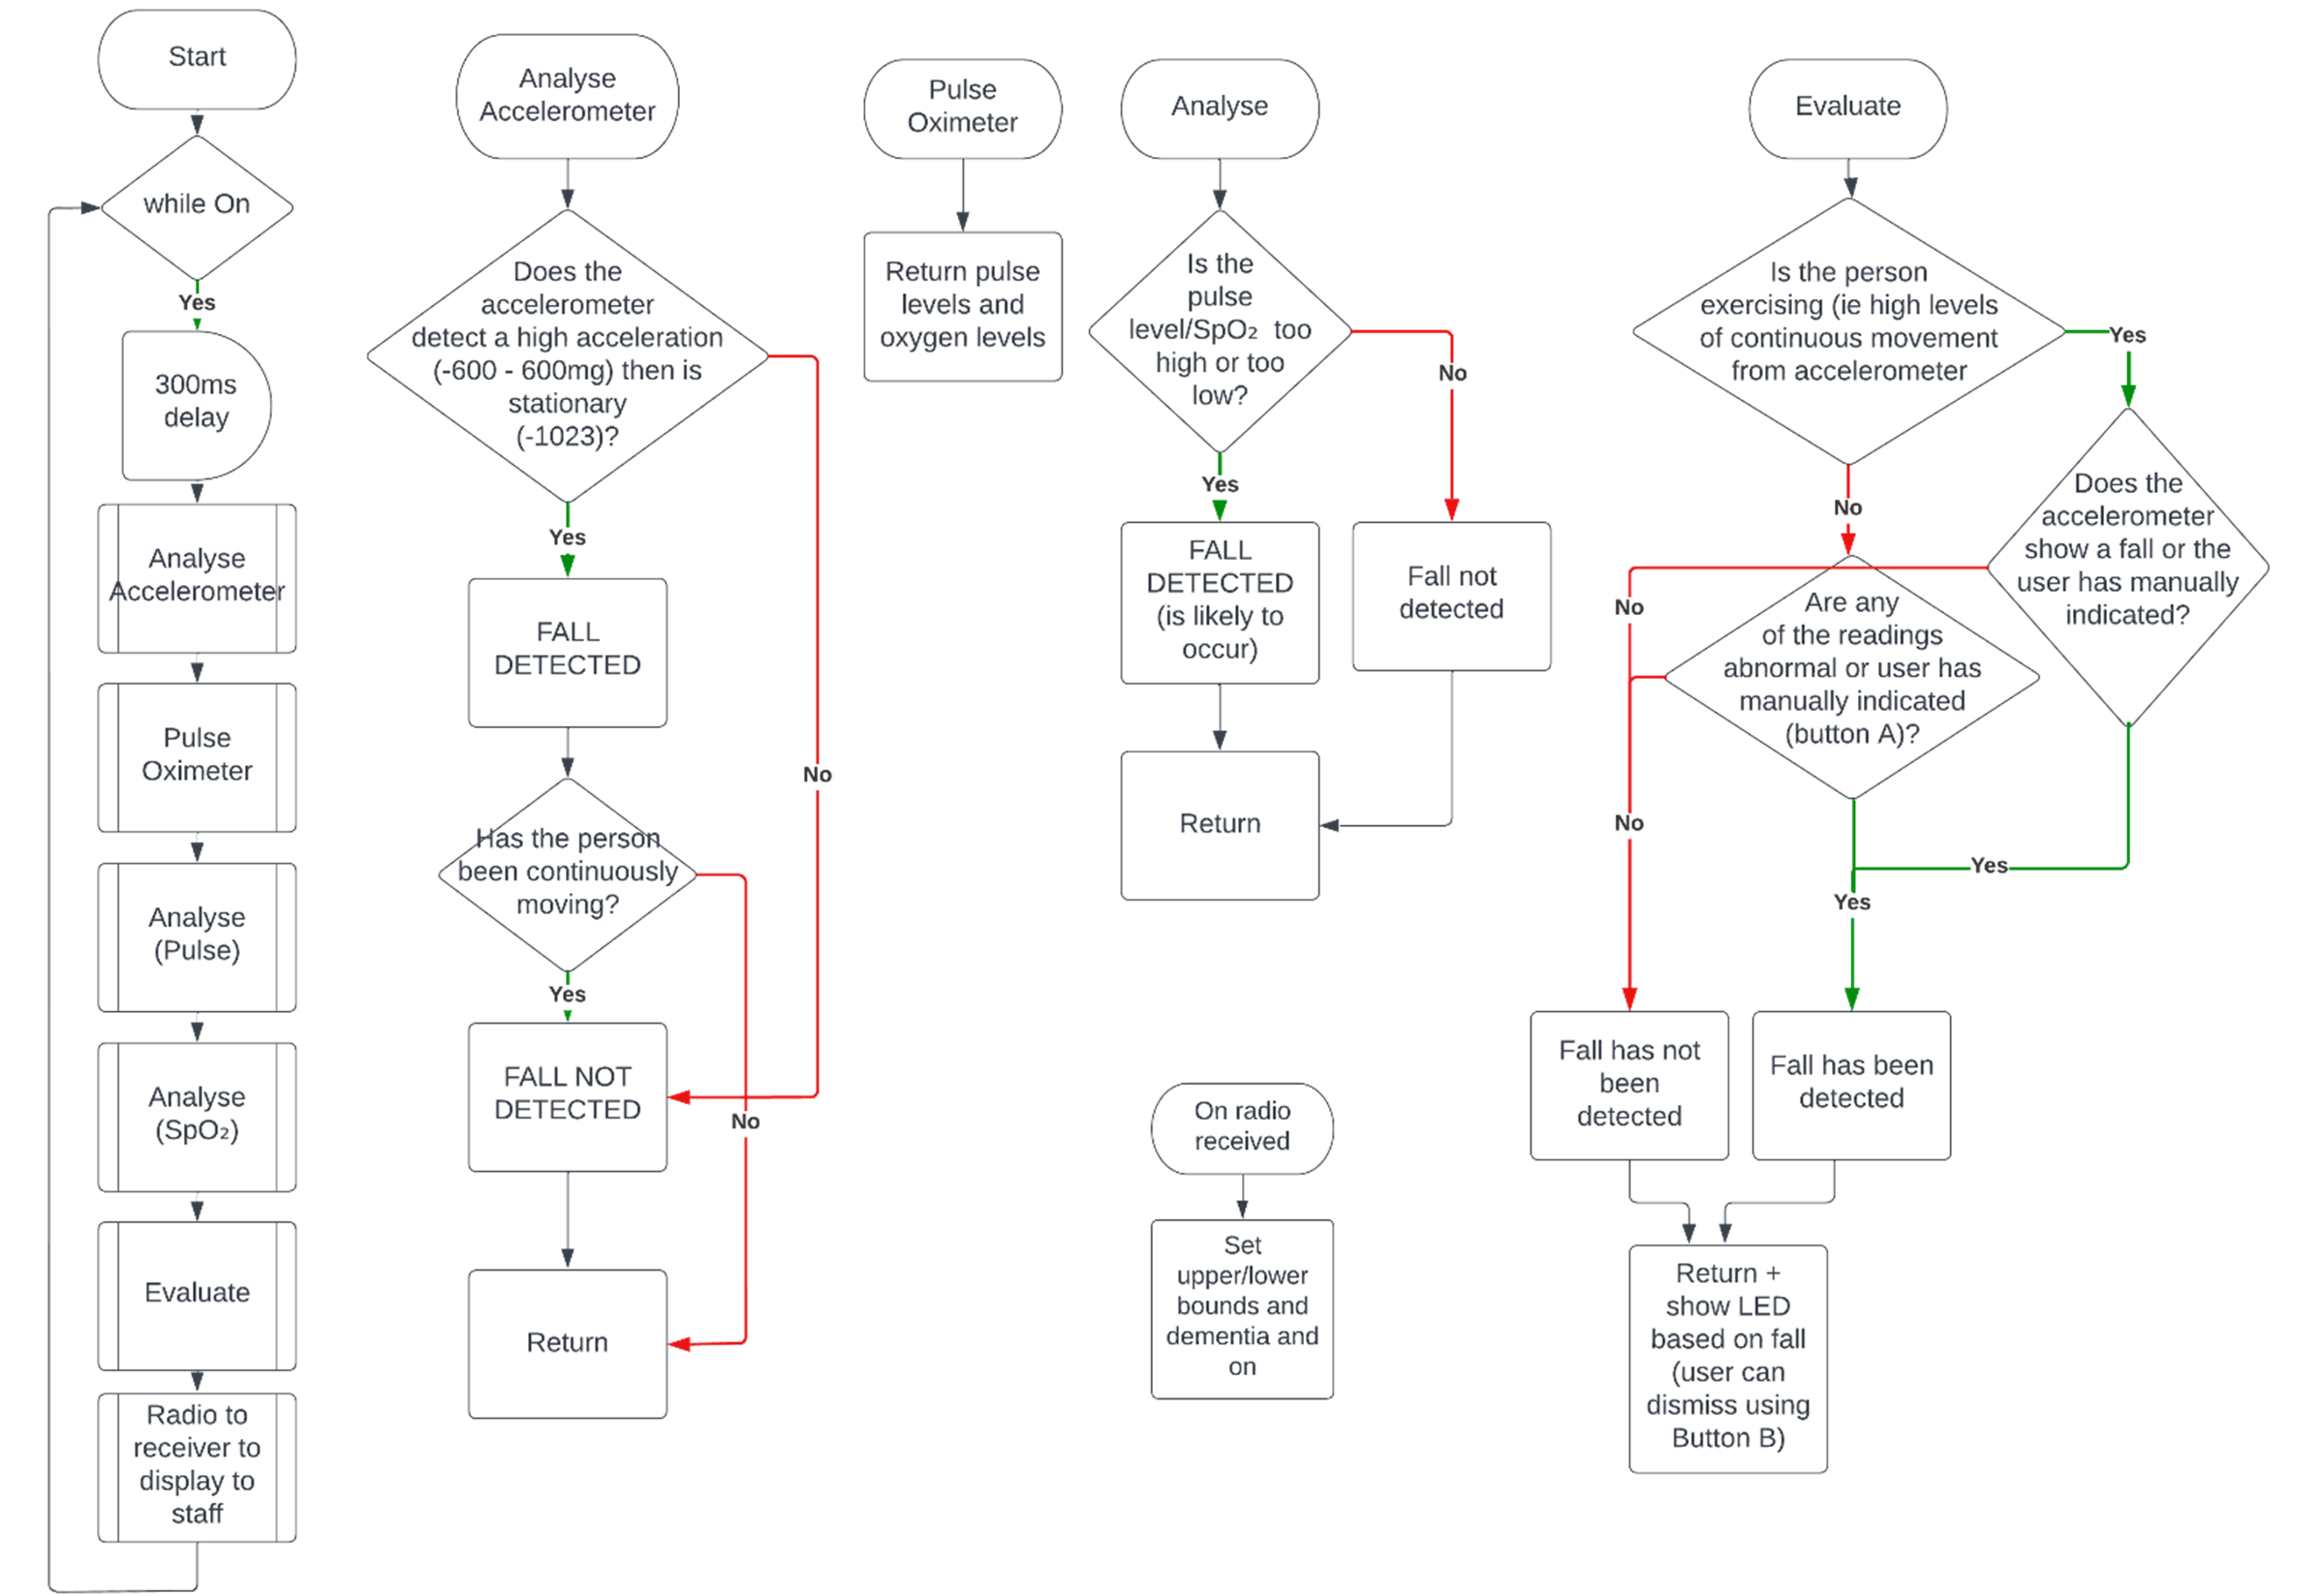 Start
while On
Yes
300ms
delay
Analyse
Accelerometer
Pulse
Oximeter
Analyse
(Pulse)
Analyse
(SpO₂)
Evaluate
Radio to
receiver to
display to
staff
Analyse
Accelerometer
Does the
accelerometer
detect a high acceleration
(-600 - 600mg) then is
stationary
(-1023)?
Yes
No
FALL
DETECTED
Has the person
been continuously
moving?
Yes
No
FALL NOT
DETECTED
Return
Pulse
Oximeter
Return pulse
levels and
oxygen levels
Analyse
Is the
pulse
level/SpO₂ too
high or too
low?
No
Yes
FALL
DETECTED
(is likely to
occur)
Fall not
detected
Return
On radio
received
Set
upper/lower
bounds and
dementia and
on
Evaluate
Is the person
exercising (ie high levels
of continuous movement
from accelerometer
Yes
No
Does the
accelerometer
show a fall or the
user has manually
indicated?
No
Are any
of the readings
abnormal or user has
manually indicated
(button A)?
No
Yes
Yes
Fall has not
been
detected
Fall has been
detected
Return +
show LED
based on fall
(user can
dismiss using
Button B)